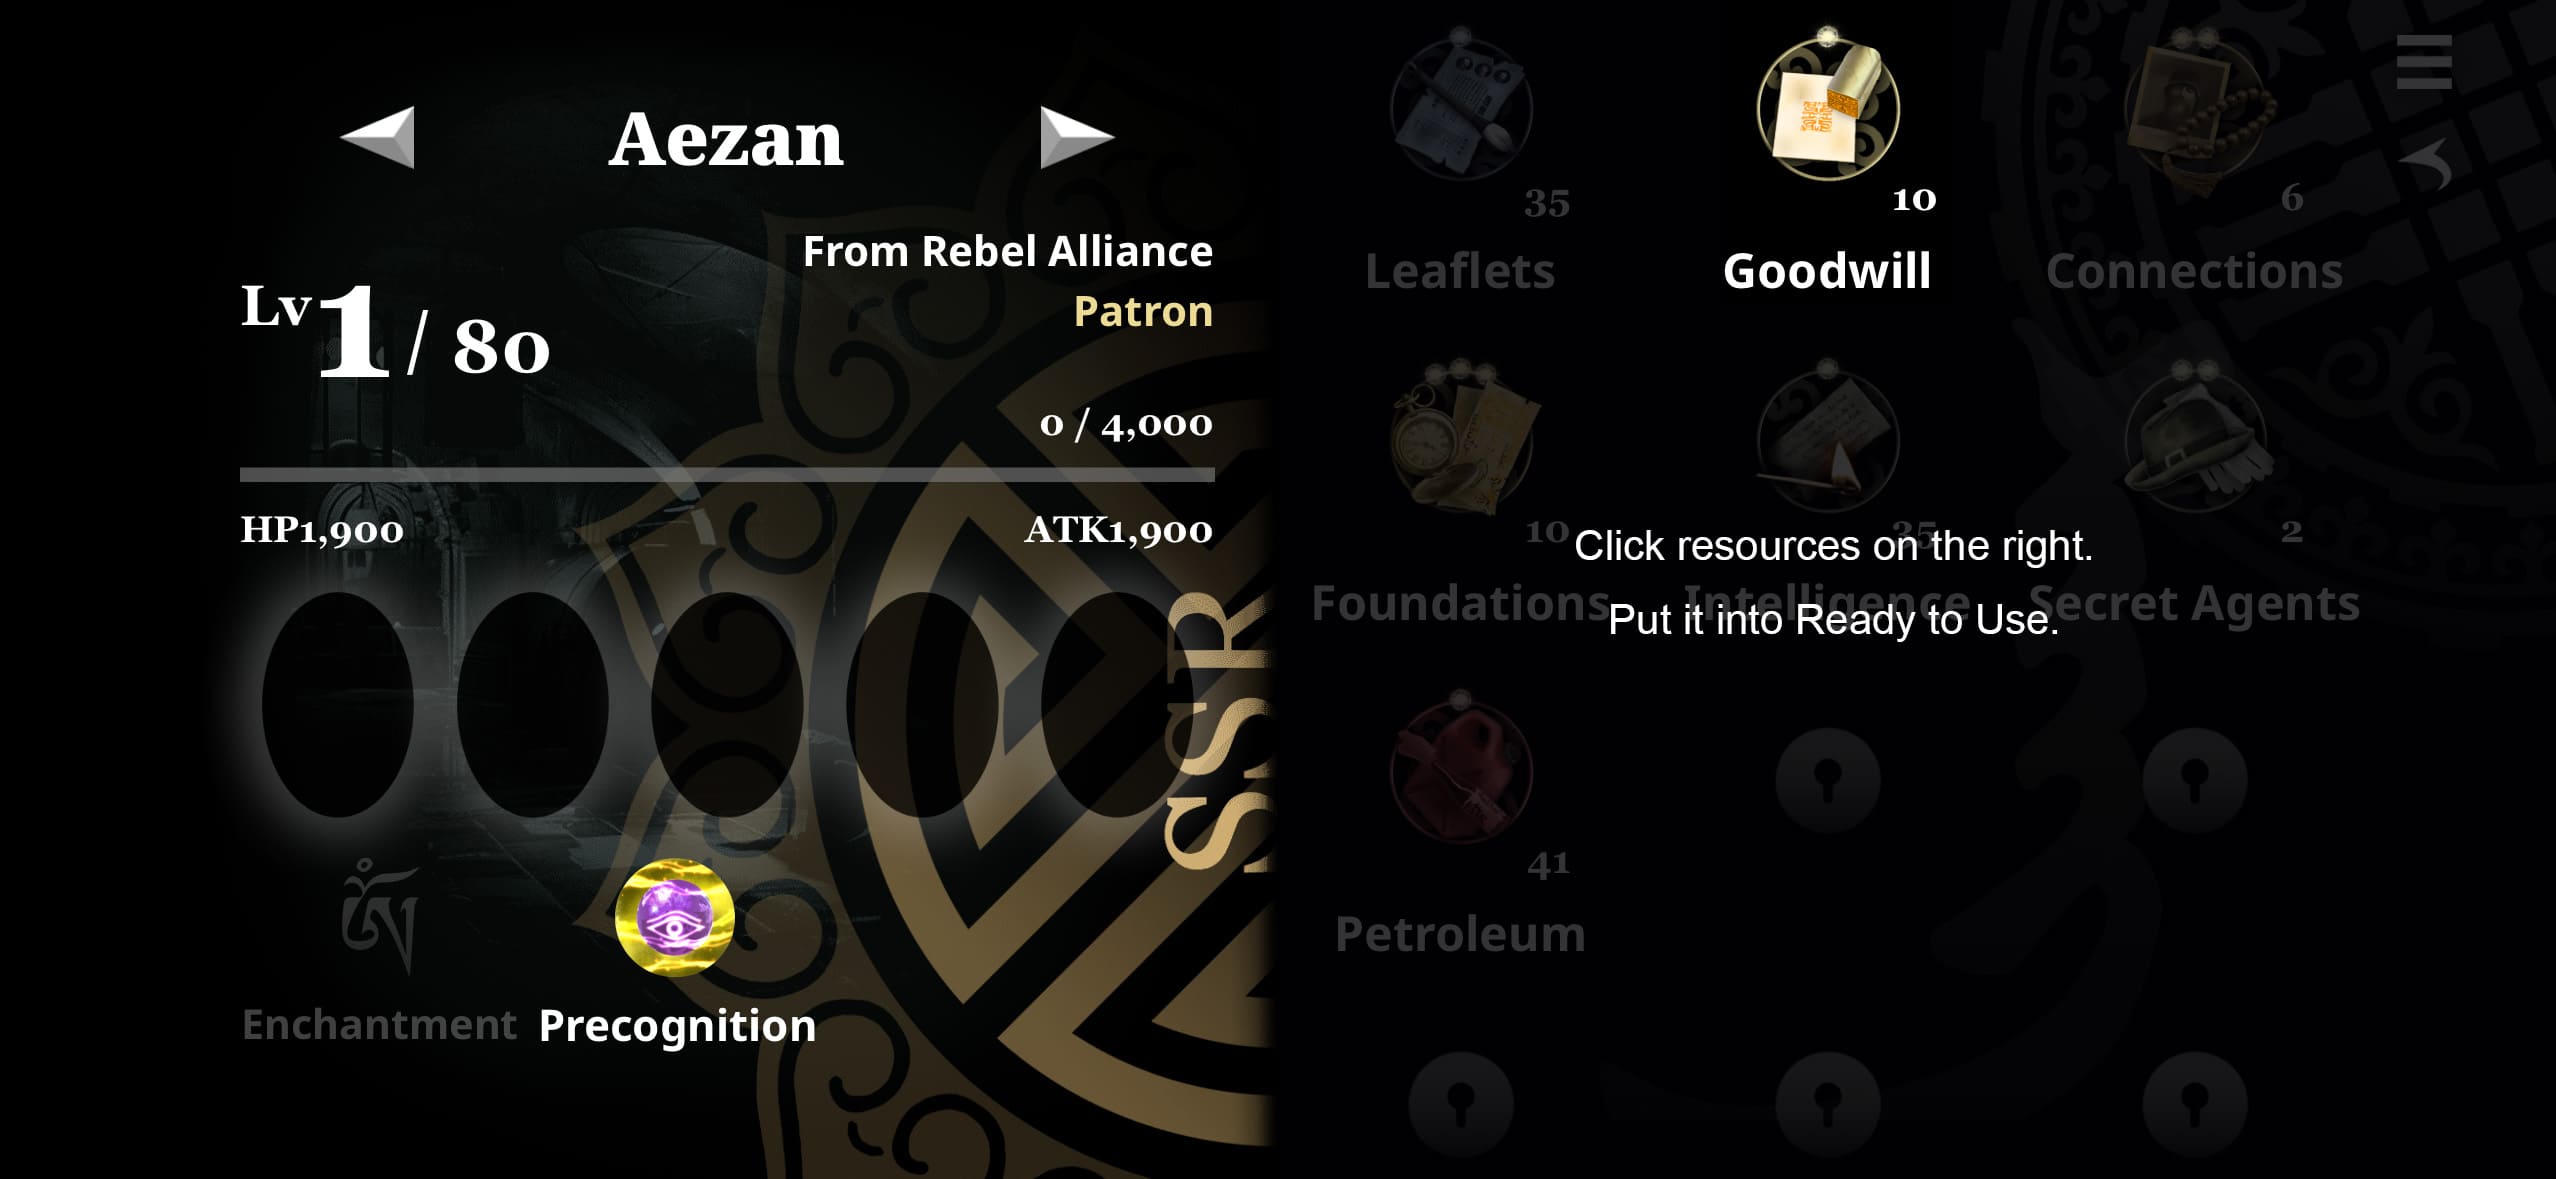 Aezan
From Rebel Alliance
Patron
Lv1 / 80
0 / 4,000
HP1,900
ATK1,900
SSR
Enchantment
Precognition
35
10
6
Leaflets
Goodwill
Connections
10
35
2
Click resources on the right.
Foundations
Intelligence
Secret Agents
Put it into Ready to Use.
41
Petroleum